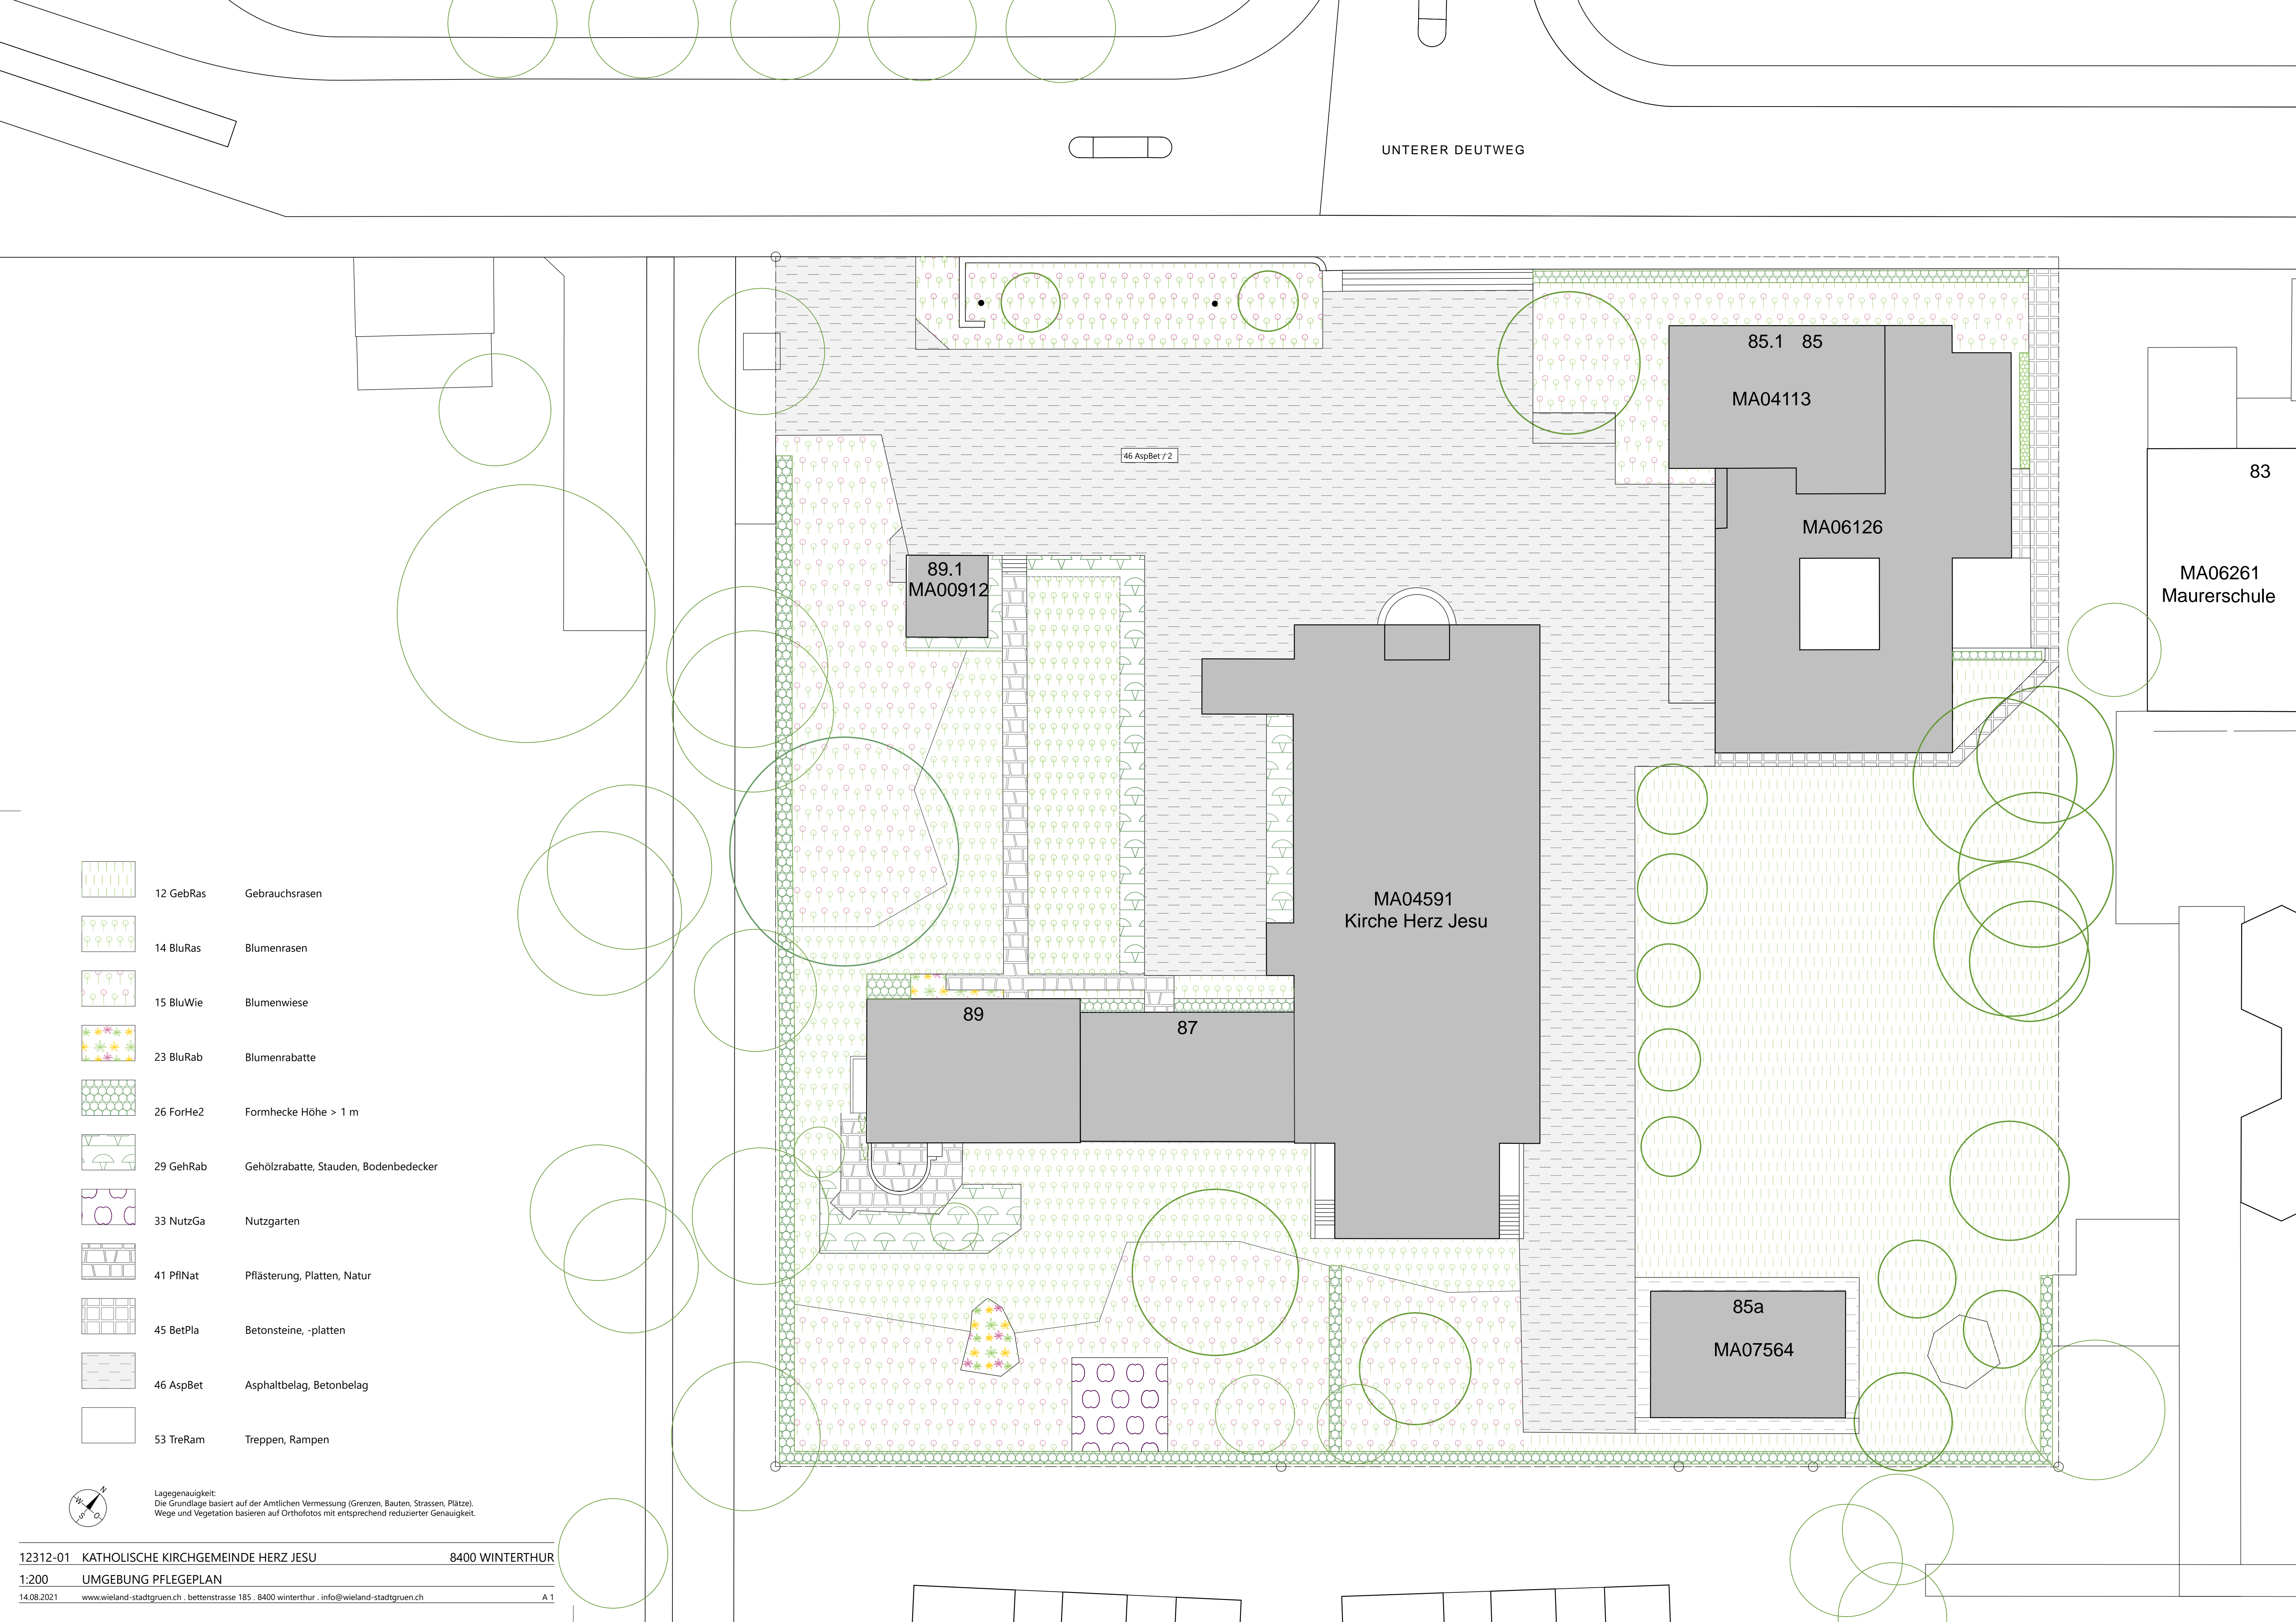 UNTERER DEUTWEG
85.1 85
MA04113
46 AspBet / 2
83
MA06126
89.1
MA00912
MA06261
Maurerschule
MA04591
Kirche Herz Jesu
89
87
85a
MA07564
12 GebRas Gebrauchsrasen
14 BluRas Blumenrasen
15 BluWie Blumenwiese
23 BluRab Blumenrabatte
26 ForHe2 Formhecke Höhe > 1 m
29 GehRab Gehölzrabatte, Stauden, Bodenbedecker
33 NutzGa Nutzgarten
41 PflNat Pflästerung, Platten, Natur
45 BetPla Betonsteine, -platten
46 AspBet Asphaltbelag, Betonbelag
53 TreRam Treppen, Rampen
N
W
O
S
Lagegenauigkeit:
Die Grundlage basiert auf der Amtlichen Vermessung (Grenzen, Bauten, Strassen, Plätze).
Wege und Vegetation basieren auf Orthofotos mit entsprechend reduzierter Genauigkeit.
12312-01 KATHOLISCHE KIRCHGEMEINDE HERZ JESU 8400 WINTERTHUR
1:200 UMGEBUNG PFLEGEPLAN
14.08.2021 www.wieland-stadtgruen.ch . bettenstrasse 185 . 8400 winterthur . info@wieland-stadtgruen.ch A 1